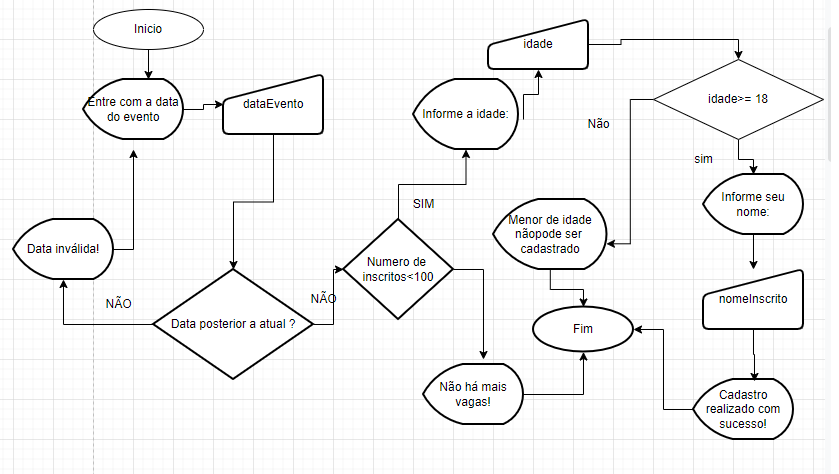 Inicio
Entre com a data
do evento
dataEvento
Data inválida!
NÃO
Data posterior a atual ?
NÃO
Numero de
inscritos<100
SIM
Informe a idade:
idade
idade>= 18
Não
sim
Menor de idade
nãopode ser
cadastrado
Informe seu
nome:
nomeInscrito
Cadastro
realizado com
sucesso!
Não há mais
vagas!
Fim